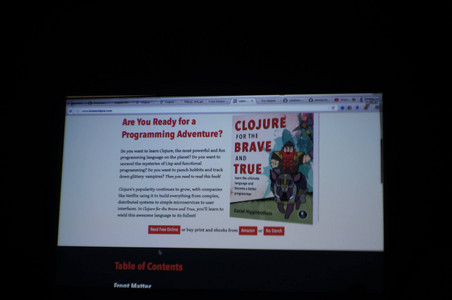 Are You Ready for a
Programming Adventure?
Do you want to learn Clojure, the most powerful and fun
programming language on the planet? Do you want to
unravel the mysteries of Lisp and functional
programming? Do you want to punch hobbits and track
down glittery vampires? Then you need to read this book!
Clojure's popularity continues to grow, with companies
like Netflix using it to build everything from complex,
distributed systems to simple microservices to user
interfaces. In Clojure for the Brave and True, you'll learn to
wield this awesome language to its fullest!
Read Free Online or buy print and ebooks from Amazon or No Starch
CLOJURE
FOR THE
BRAVE
AND
TRUE
learn the ultimate
language and
become a better
programmer
Daniel Higginbotham
Table of Contents
Front Matter